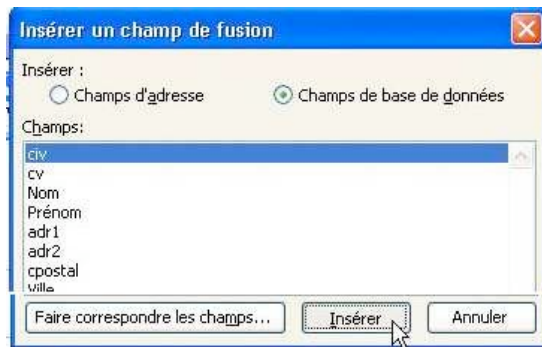 Insérer un champ de fusion
Insérer :
Champs d'adresse Champs de base de données
Champs:
civ
cv
Nom
Prénom
adr1
adr2
cpostal
Ville
Faire correspondre les champs... Insérer Annuler